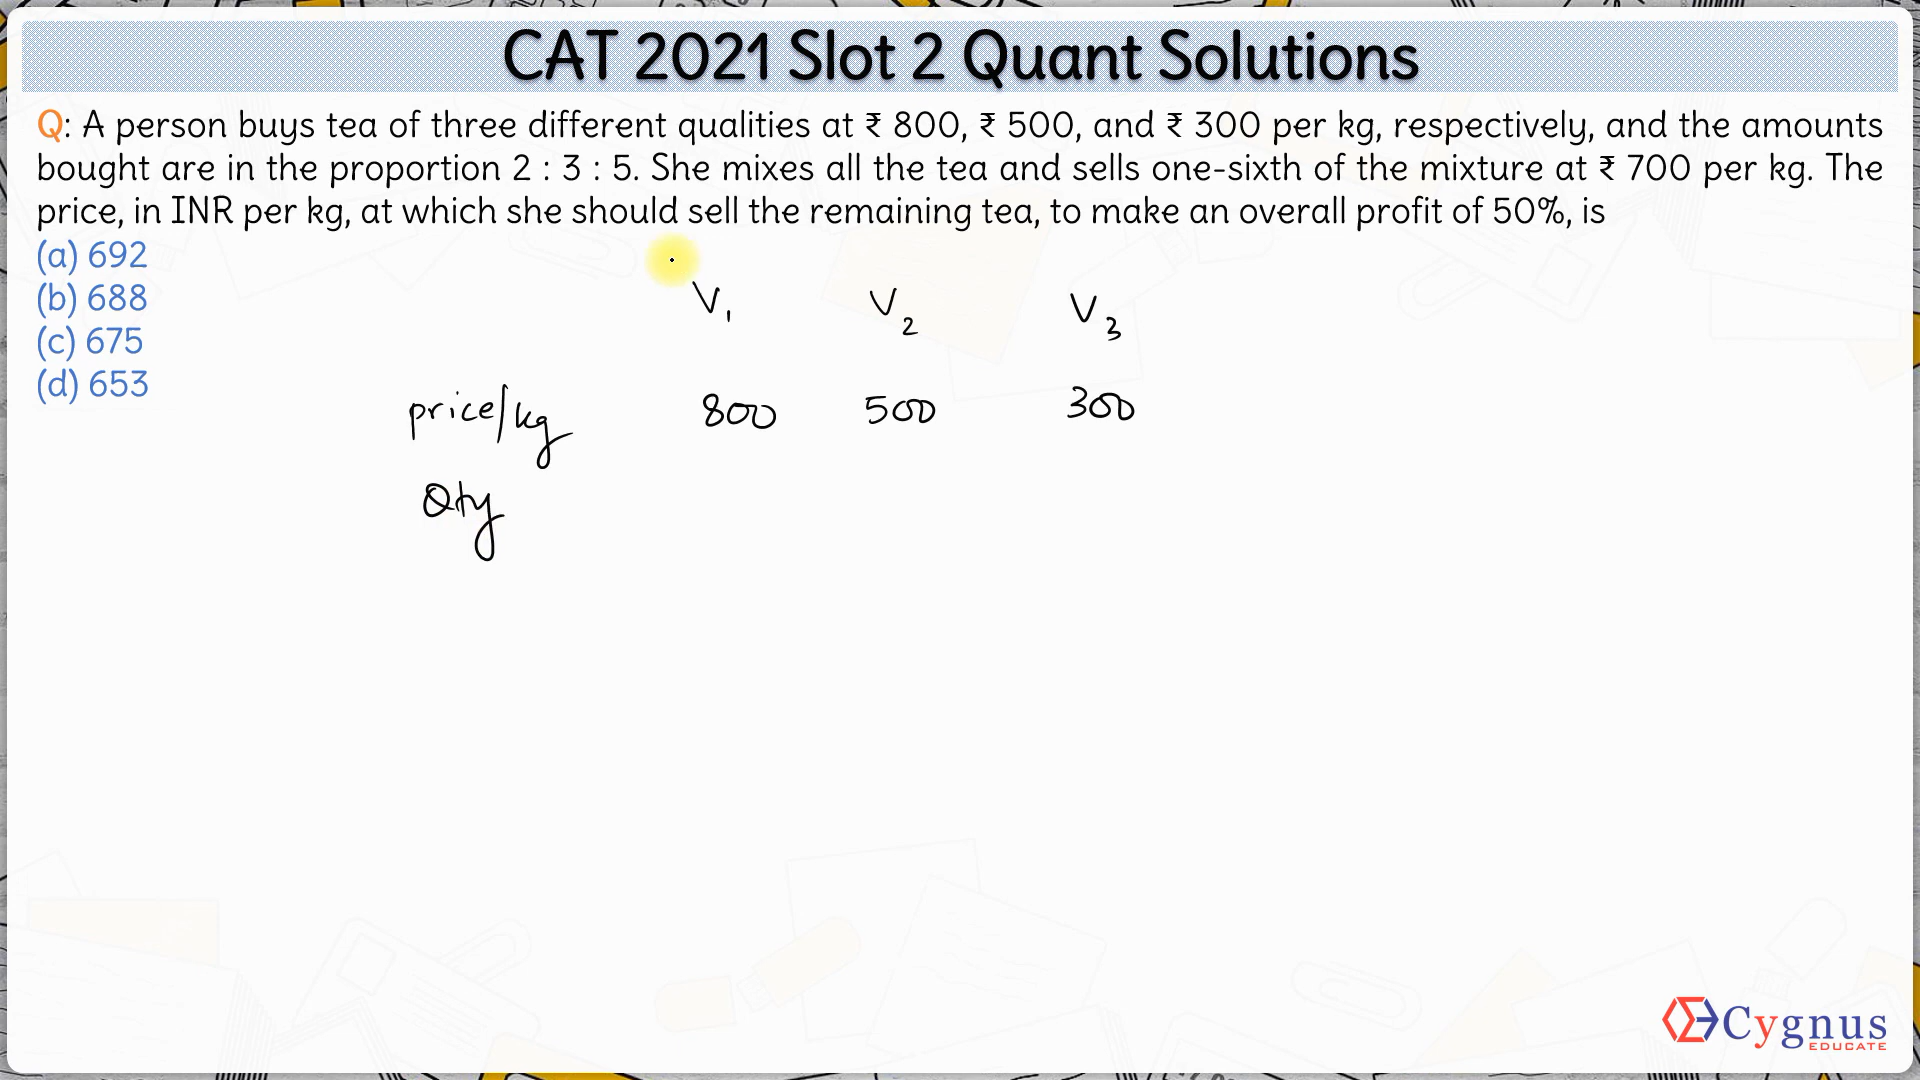 CAT 2021 Slot 2 Quant Solutions
Q: A person buys tea of three different qualities at ₹ 800, ₹ 500, and ₹ 300 per kg, respectively, and the amounts
bought are in the proportion 2 : 3 : 5. She mixes all the tea and sells one-sixth of the mixture at ₹ 700 per kg. The
price, in INR per kg, at which she should sell the remaining tea, to make an overall profit of 50%, is
(a) 692
(b) 688
(c) 675
(d) 653
V₁ V₂ V₃
price/kg 800 500 300
Qty
Cygnus
EDUCATE